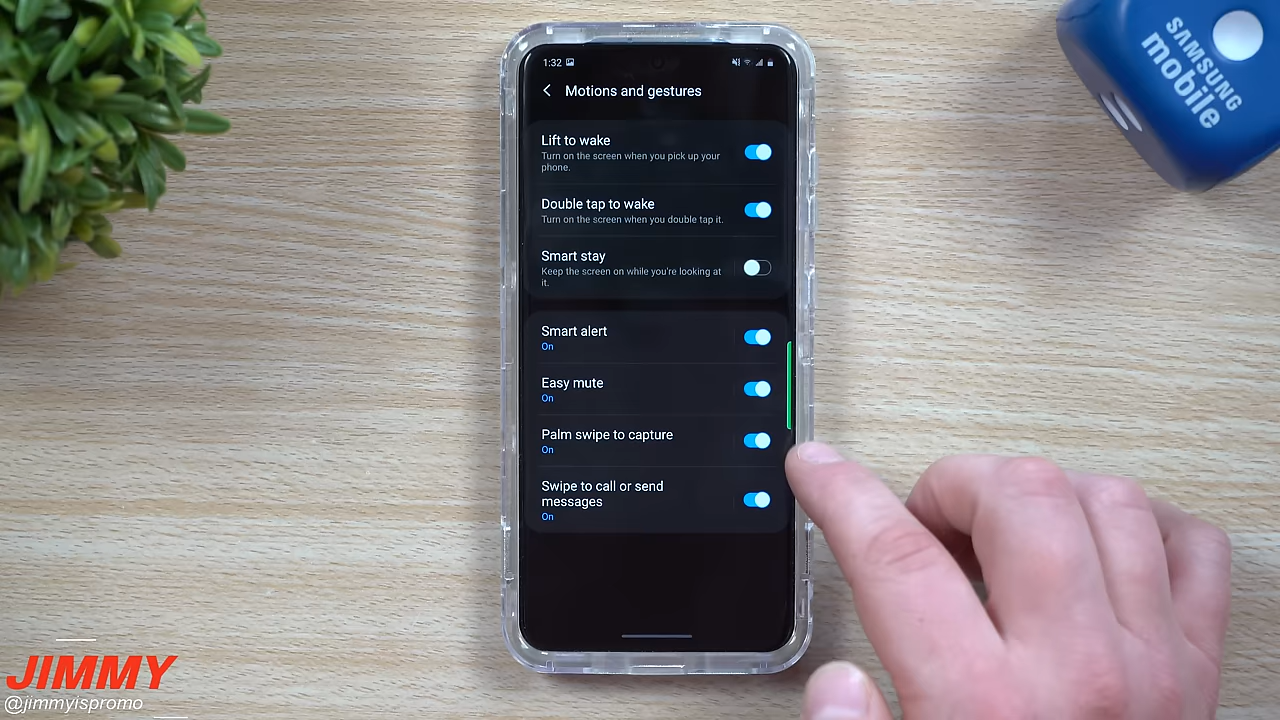 1:32
Motions and gestures
Lift to wake
Turn on the screen when you pick up your
phone.
Double tap to wake
Turn on the screen when you double tap it.
Smart stay
Keep the screen on while you're looking at
it.
Smart alert
On
Easy mute
On
Palm swipe to capture
On
Swipe to call or send
messages
On
SAMSUNG
mobile
JIMMY
@jimmyispromo